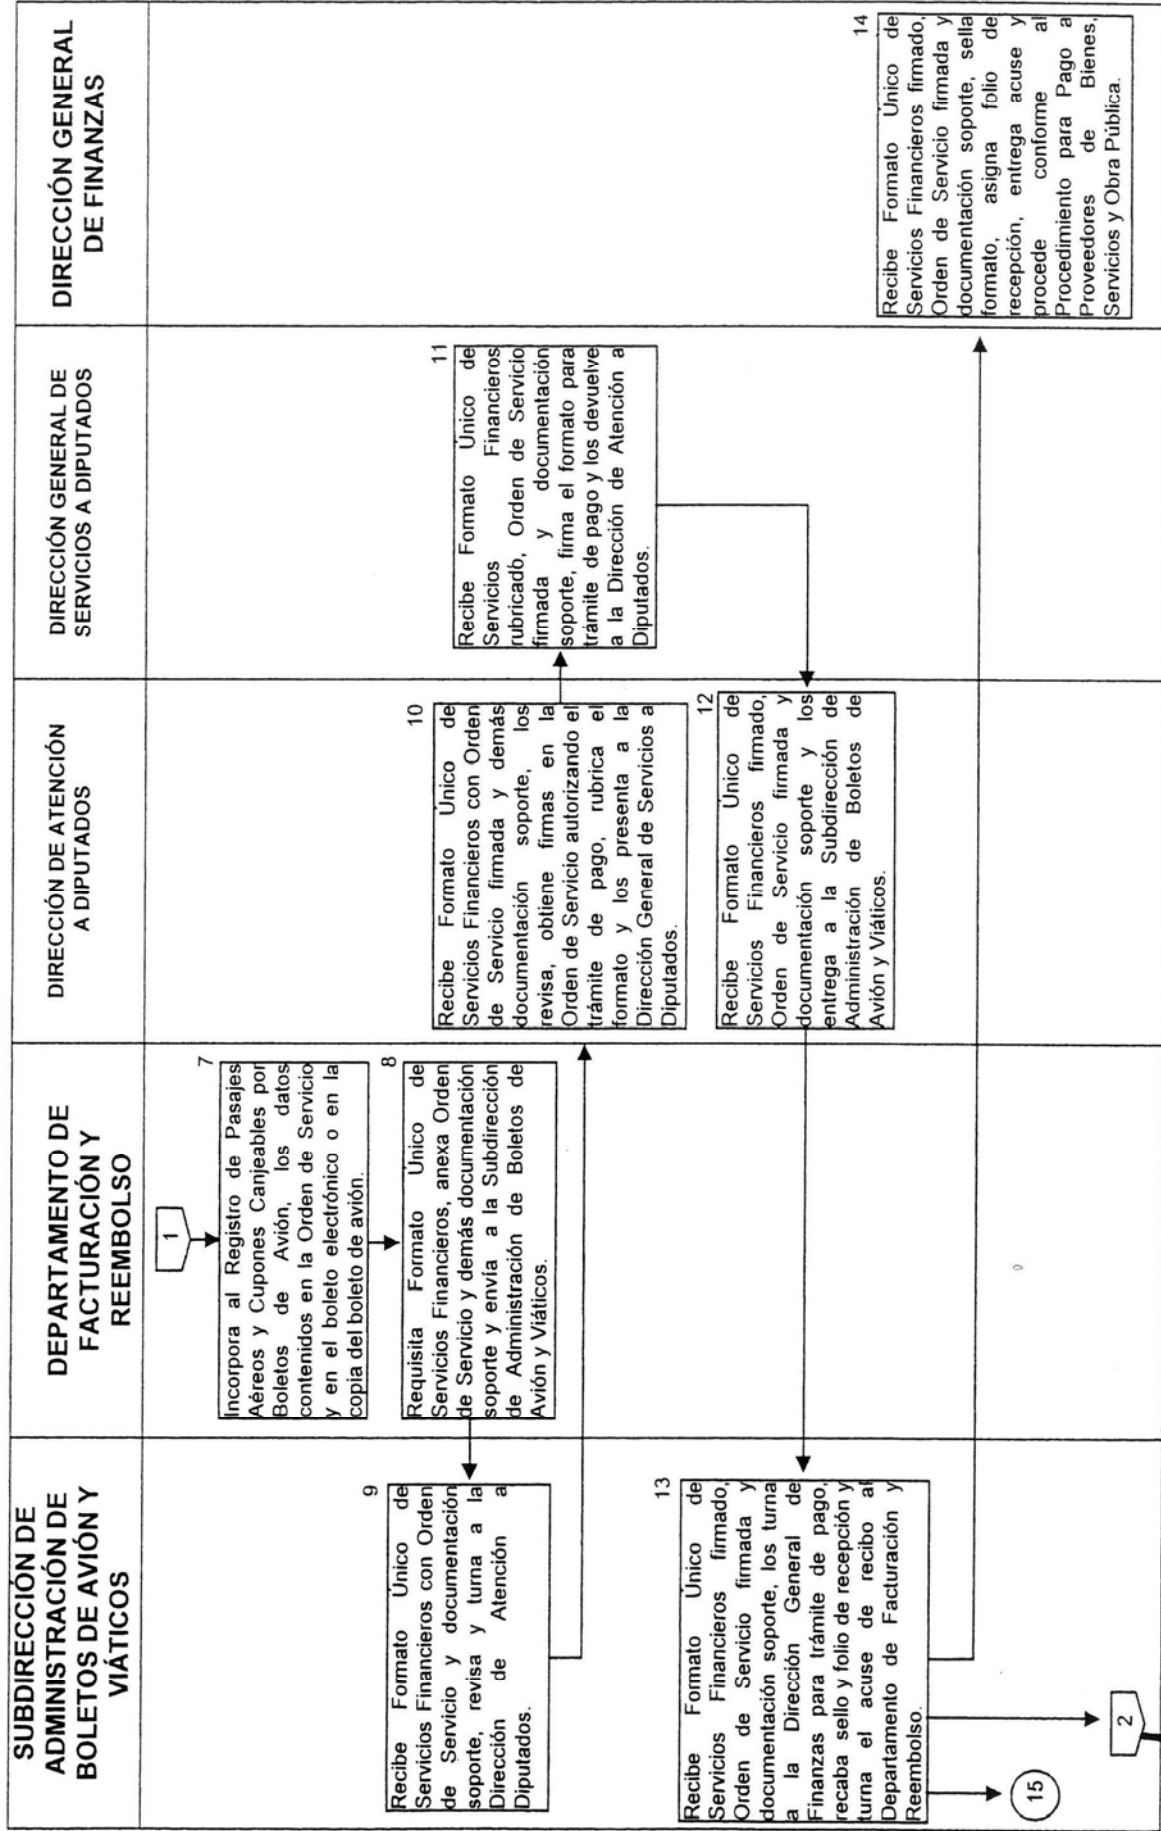 SUBDIRECCIÓN DE
ADMINISTRACIÓN DE
BOLETOS DE AVIÓN Y
VIÁTICOS
DEPARTAMENTO DE
FACTURACIÓN Y
REEMBOLSO
DIRECCIÓN DE ATENCIÓN
A DIPUTADOS
DIRECCIÓN GENERAL DE
SERVICIOS A DIPUTADOS
DIRECCIÓN GENERAL
DE FINANZAS
1
7
Incorpora al Registro de Pasajes
Aéreos y Cupones Canjeables por
Boletos de Avión, los datos
contenidos en la Orden de Servicio
y en el boleto electrónico o en la
copia del boleto de avión.
8
Requisita Formato Único de
Servicios Financieros, anexa Orden
de Servicio y demás documentación
soporte y envía a la Subdirección
de Administración de Boletos de
Avión y Viáticos.
9
Recibe Formato Único de
Servicios Financieros con Orden
de Servicio y documentación
soporte, revisa y turna a la
Dirección de Atención a
Diputados.
10
Recibe Formato Único de
Servicios Financieros con Orden
de Servicio firmada y demás
documentación soporte, los
revisa, obtiene firmas en la
Orden de Servicio autorizando el
trámite de pago, rubrica el
formato y los presenta a la
Dirección General de Servicios a
Diputados.
11
Recibe Formato Único de
Servicios Financieros
rubricado, Orden de Servicio
firmada y documentación
soporte, firma el formato para
trámite de pago y los devuelve
a la Dirección de Atención a
Diputados.
12
Recibe Formato Único de
Servicios Financieros firmado,
Orden de Servicio firmada y
documentación soporte y los
entrega a la Subdirección de
Administración de Boletos de
Avión y Viáticos.
13
Recibe Formato Único de
Servicios Financieros firmado,
Orden de Servicio firmada y
documentación soporte, los turna
a la Dirección General de
Finanzas para trámite de pago,
recaba sello y folio de recepción y
turna el acuse de recibo al
Departamento de Facturación y
Reembolso.
14
Recibe Formato Único de
Servicios Financieros firmado,
Orden de Servicio firmada y
documentación soporte, sella
formato, asigna folio de
recepción, entrega acuse y
procede conforme al
Procedimiento para Pago a
Proveedores de Bienes,
Servicios y Obra Pública.
15
2